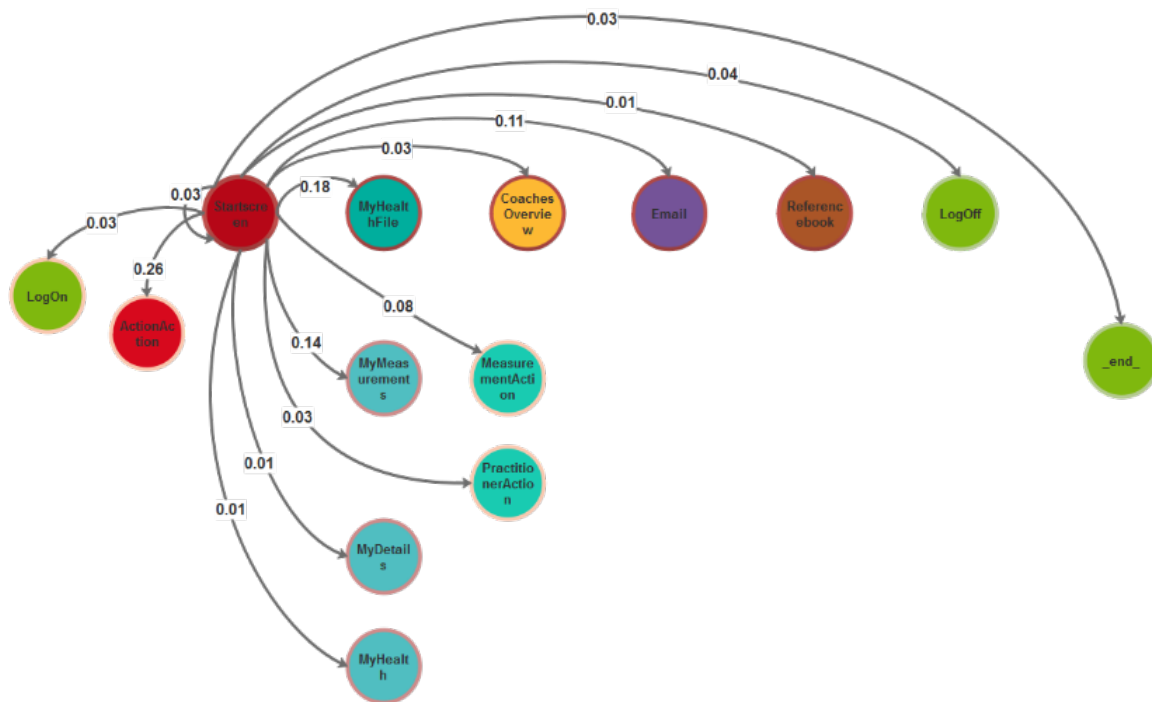 0.03
0.04
0.01
0.11
0.03
0.18
0.03
0.03
Startscre
en
MyHealt
hFile
Coaches
Overvie
w
Email
Referenc
ebook
LogOff
0.26
LogOn
ActionAc
tion
0.08
0.14
MyMeas
urement
s
Measure
mentActi
on
_end_
0.03
0.01
Practitio
nerActio
n
0.01
MyDetail
s
MyHealt
h